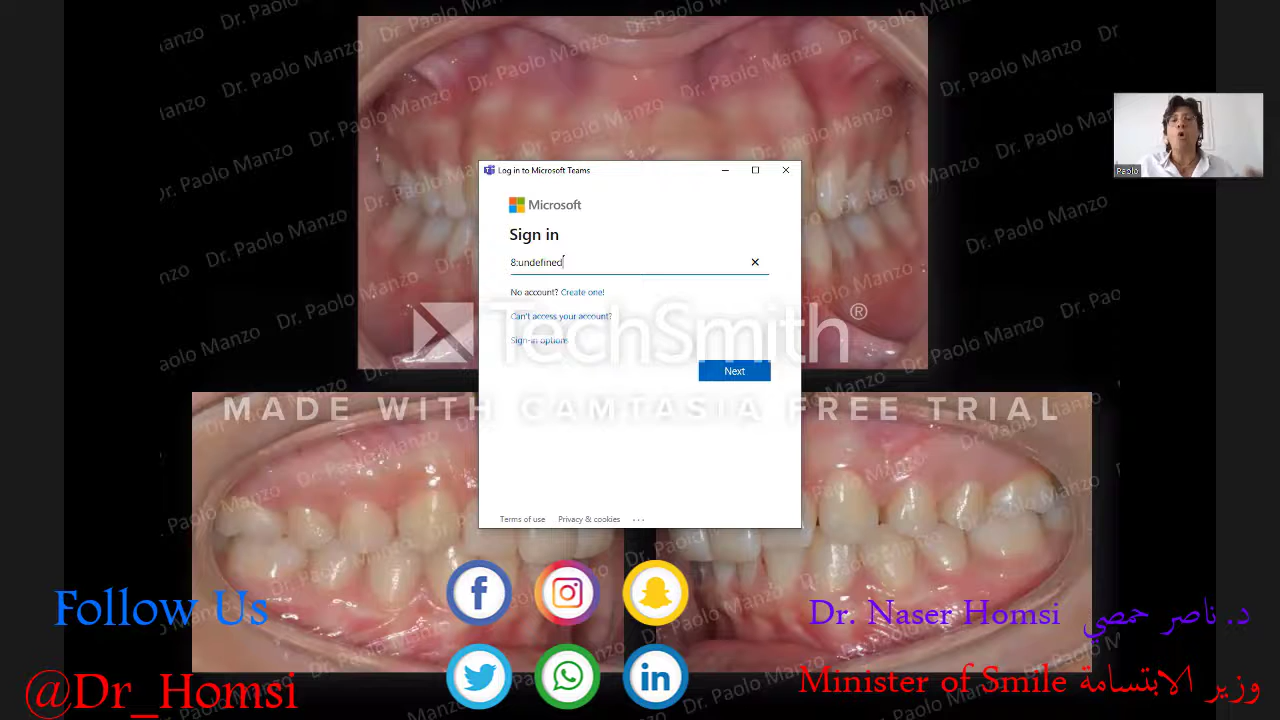 Dr. Paolo Manzo
Paolo
Log in to Microsoft Teams
Microsoft
Sign in
8:undefined
No account? Create one!
Can't access your account?
Sign-in options
Next
TechSmith®
MADE WITH CAMTASIA FREE TRIAL
Terms of use Privacy & cookies ...
Follow Us
@Dr_Homsi
Dr. Naser Homsi د. ناصر حمصي
Minister of Smile وزير الابتسامة